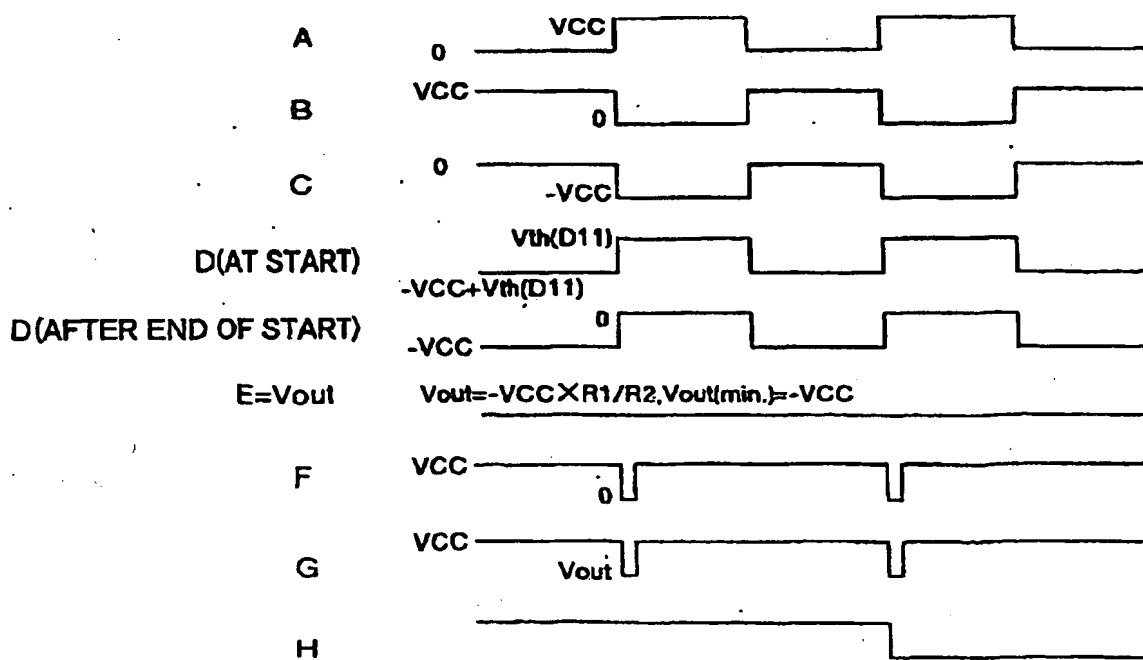 A
VCC
0
B
VCC
0
C
0
-VCC
D(AT START)
Vth(D11)
-VCC+Vth(D11)
D(AFTER END OF START)
0
-VCC
E=Vout
Vout=-VCC×R1/R2,Vout(min.)=-VCC
F
VCC
0
G
VCC
Vout
H